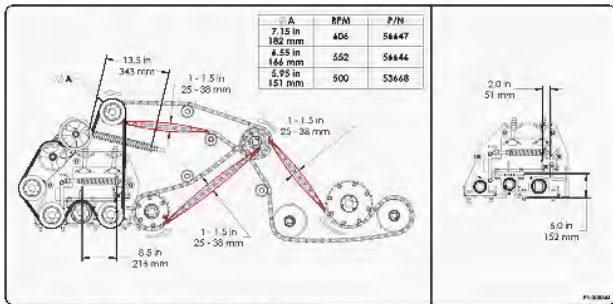 ∅ A RPM P/N
7.15 in
182 mm 606 56647
6.55 in
166 mm 552 56646
5.95 in
151 mm 500 53668
13.5 in
343 mm
∅ A
1 - 1.5 in
25 - 38 mm
1 - 1.5 in
25 - 38 mm
1 - 1.5 in
25 - 38 mm
8.5 in
216 mm
2.0 in
51 mm
6.0 in
152 mm